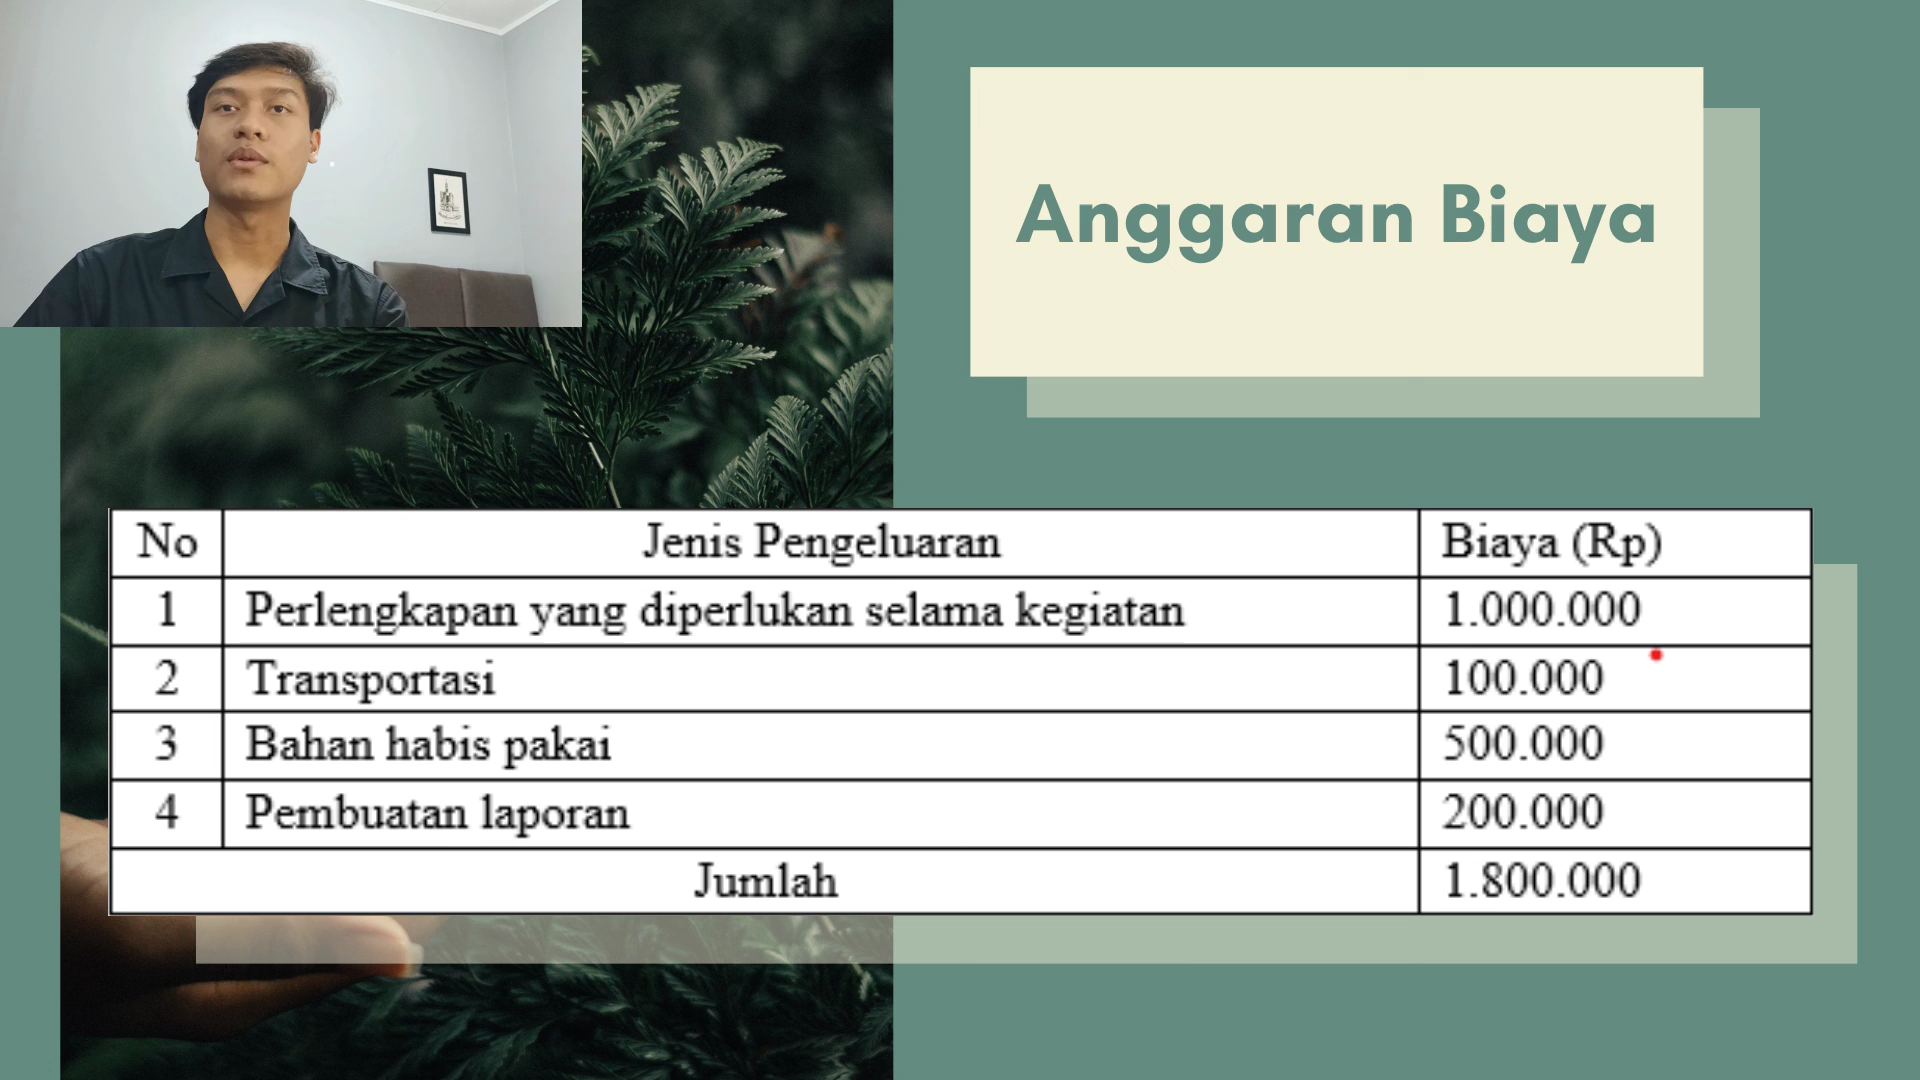 Anggaran Biaya
No Jenis Pengeluaran Biaya (Rp)
1 Perlengkapan yang diperlukan selama kegiatan 1.000.000
2 Transportasi 100.000
3 Bahan habis pakai 500.000
4 Pembuatan laporan 200.000
Jumlah 1.800.000